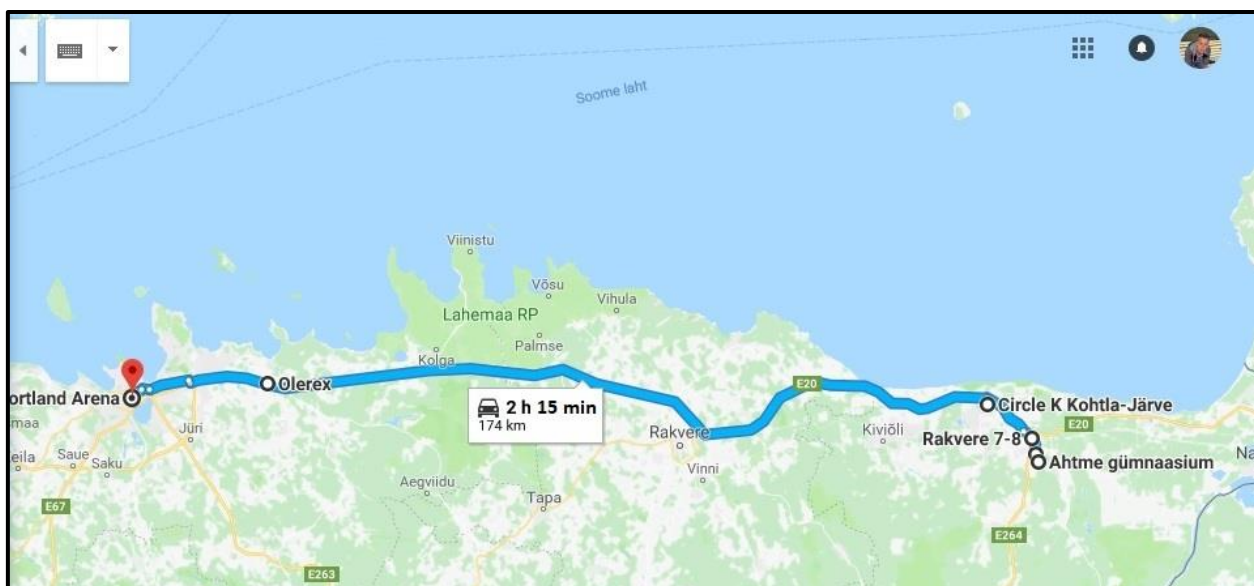 Soome laht
Viinistu
Võsu
Vihula
Lahemaa RP
Palmse
Kolga
Olerex
ortland Arena
2 h 15 min
174 km
E20
Circle K Kohtla-Järve
E20
maa
Jüri
Rakvere
Kiviõli
Rakvere 7-8
Ahtme gümnaasium
Na
eila
Saue
Saku
Vinni
Aegviidu
Tapa
E67
E264
E263